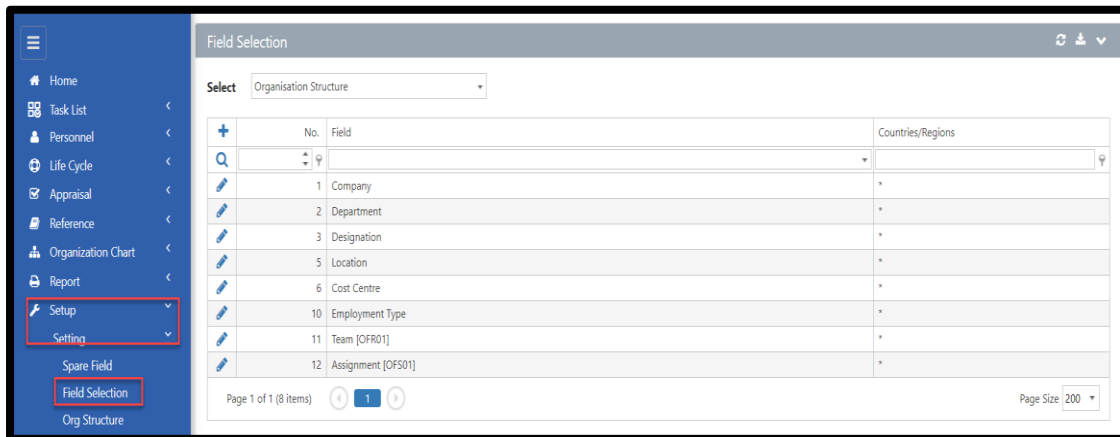 Home
Task List
Personnel
Life Cycle
Appraisal
Reference
Organization Chart
Report
Setup
Setting
Spare Field
Field Selection
Org Structure
Field Selection
Select Organisation Structure
No. Field Countries/Regions
1 Company *
2 Department *
3 Designation *
5 Location *
6 Cost Centre *
10 Employment Type *
11 Team [OFR01] *
12 Assignment [OFS01] *
Page 1 of 1 (8 items) 1 Page Size 200